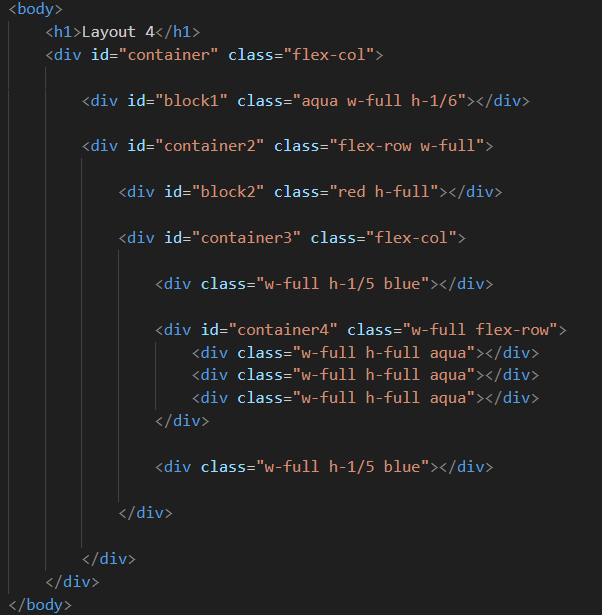 <body>
<h1>Layout 4</h1>
<div id="container" class="flex-col">
<div id="block1" class="aqua w-full h-1/6"></div>
<div id="container2" class="flex-row w-full">
<div id="block2" class="red h-full"></div>
<div id="container3" class="flex-col">
<div class="w-full h-1/5 blue"></div>
<div id="container4" class="w-full flex-row">
<div class="w-full h-full aqua"></div>
<div class="w-full h-full aqua"></div>
<div class="w-full h-full aqua"></div>
</div>
<div class="w-full h-1/5 blue"></div>
</div>
</div>
</div>
</body>